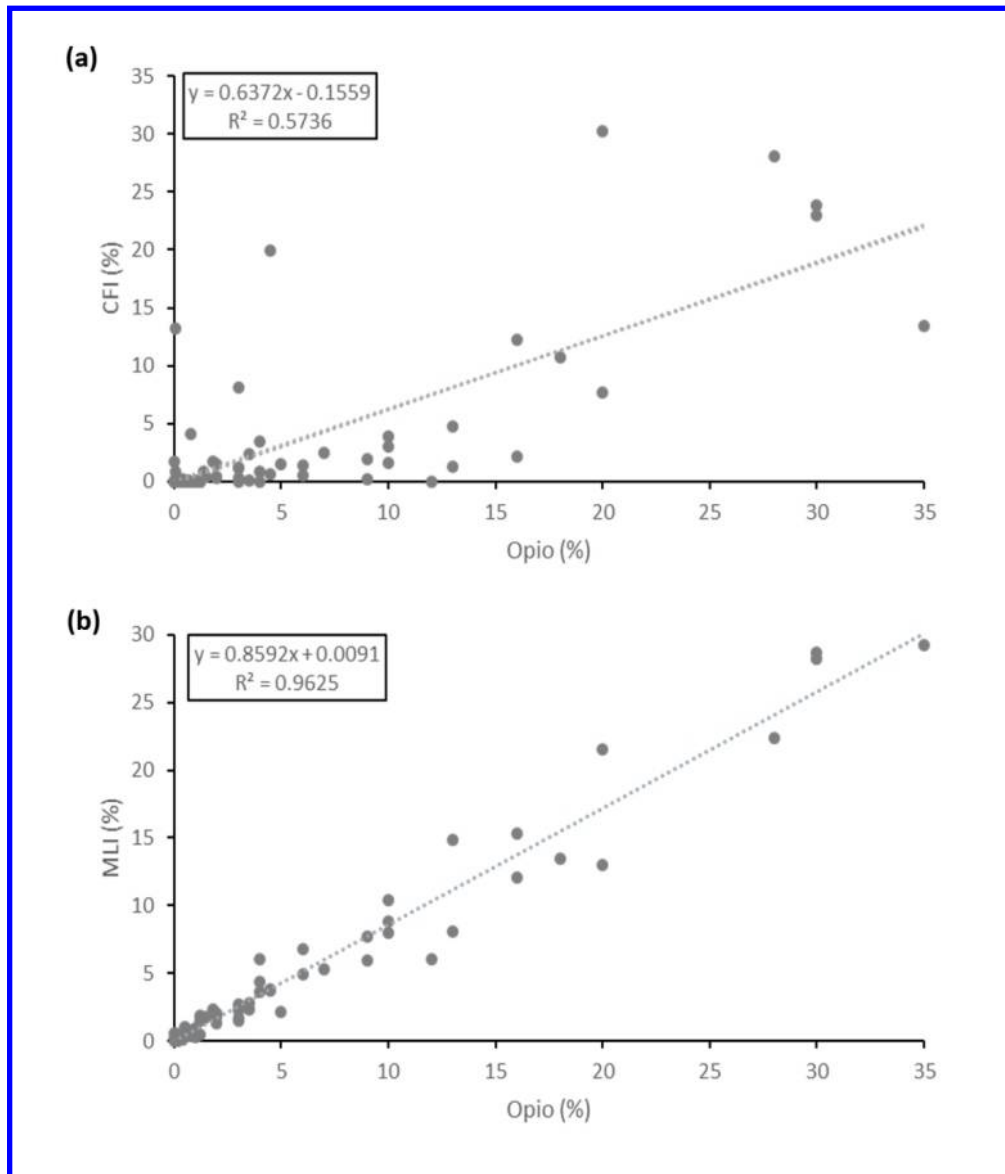 (a)
y = 0.6372x - 0.1559
R² = 0.5736
35
30
25
20
15
10
5
0
CFI (%)
0 5 10 15 20 25 30 35
Opio (%)
(b)
y = 0.8592x + 0.0091
R² = 0.9625
30
25
20
15
10
5
0
MLI (%)
0 5 10 15 20 25 30 35
Opio (%)